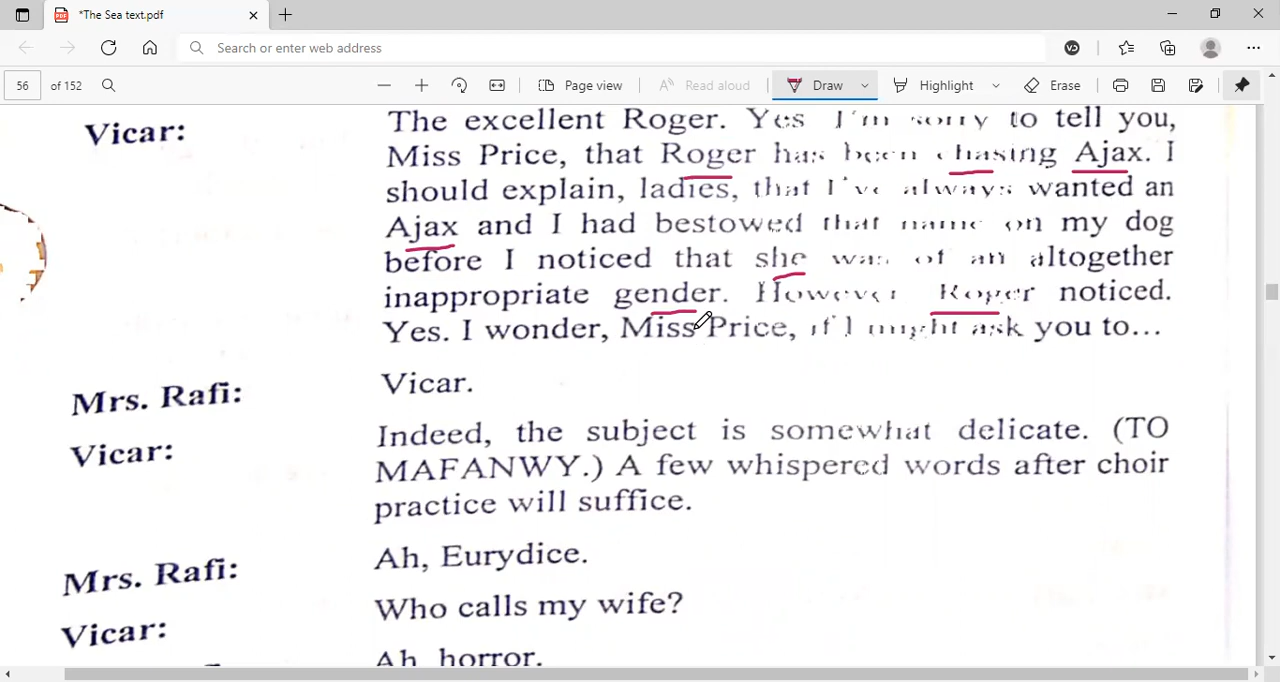 *The Sea text.pdf
Search or enter web address
56 of 152 Page view Read aloud Draw Highlight Erase
Vicar: The excellent Roger. Yes I'm sorry to tell you,
Miss Price, that Roger has been chasing Ajax. I
should explain, ladies, that I've always wanted an
Ajax and I had bestowed that name on my dog
before I noticed that she was of an altogether
inappropriate gender. However Roger noticed.
Yes. I wonder, Miss Price, if I might ask you to...
Mrs. Rafi: Vicar.
Vicar: Indeed, the subject is somewhat delicate. (TO
MAFANWY.) A few whispered words after choir
practice will suffice.
Mrs. Rafi: Ah, Eurydice.
Vicar: Who calls my wife?
Ah, horror.